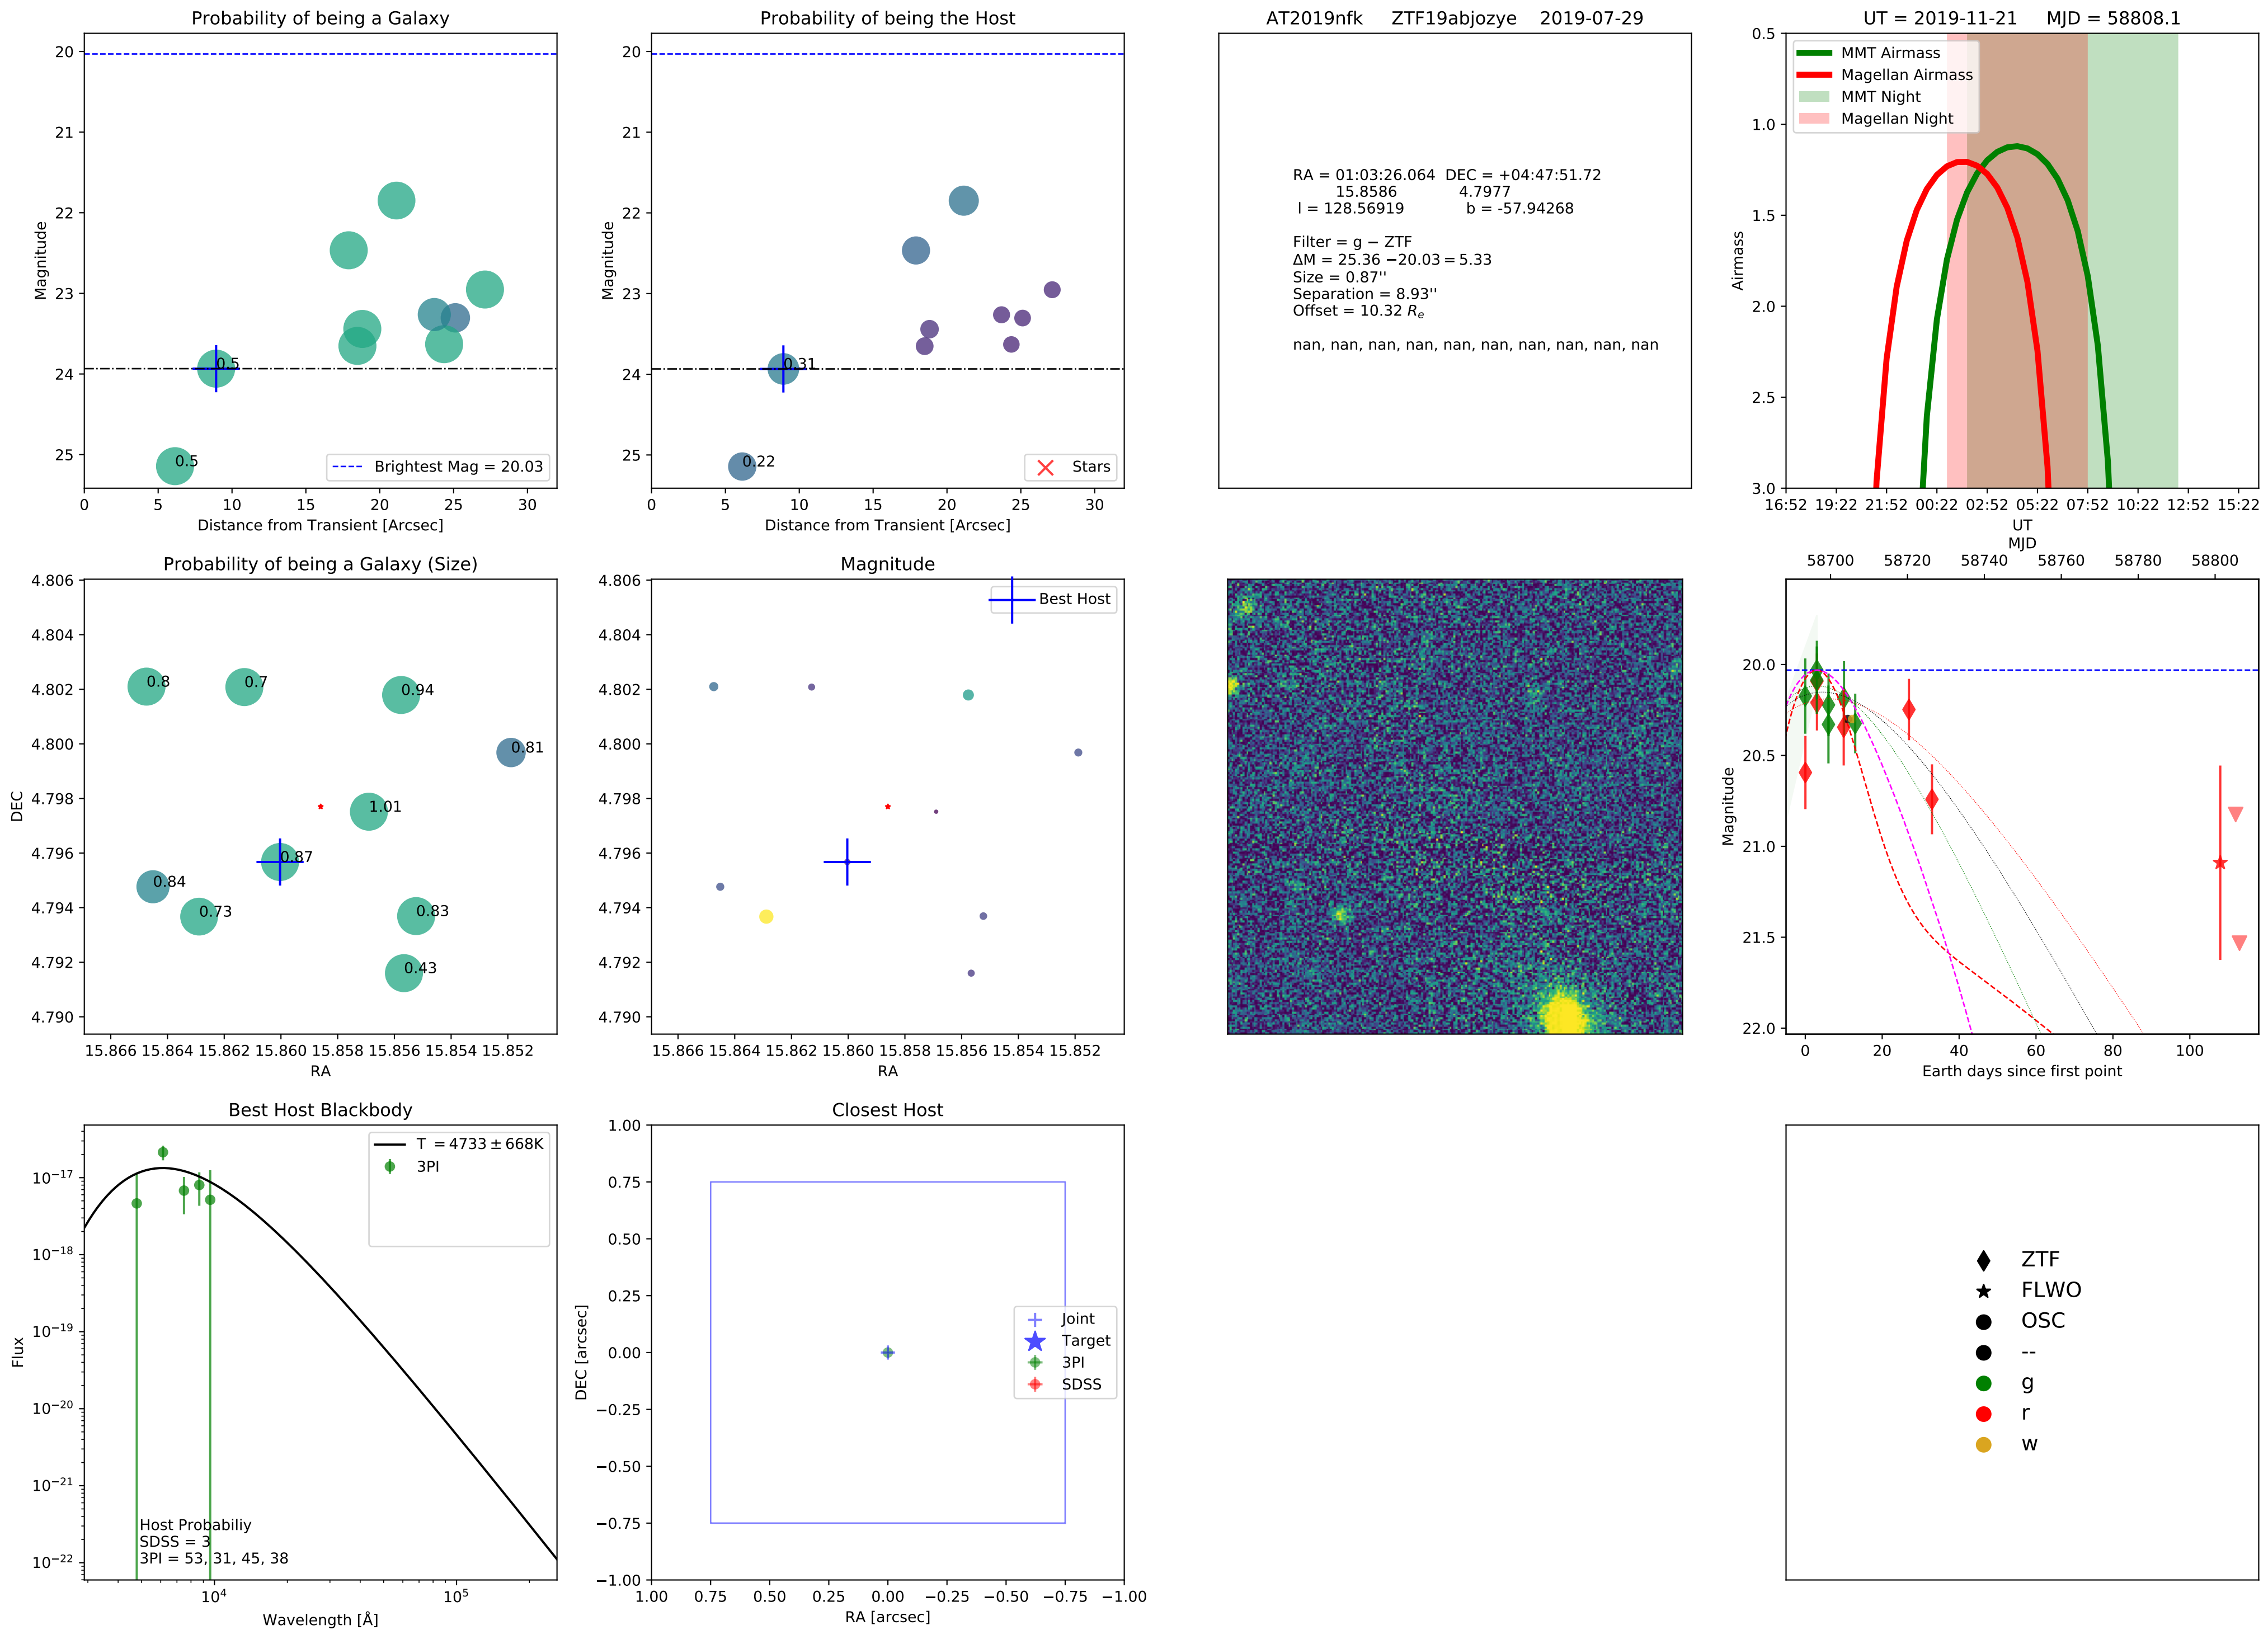 Probability of being a Galaxy
20
21
22
23
24
25
Magnitude
0.5
0.5
Brightest Mag = 20.03
0 5 10 15 20 25 30
Distance from Transient [Arcsec]
Probability of being the Host
20
21
22
23
24
25
Magnitude
0.31
0.22
Stars
0 5 10 15 20 25 30
Distance from Transient [Arcsec]
AT2019nfk ZTF19abjozye 2019-07-29
RA = 01:03:26.064 DEC = +04:47:51.72
15.8586 4.7977
l = 128.56919 b = -57.94268
Filter = g − ZTF
ΔM = 25.36 −20.03 = 5.33
Size = 0.87''
Separation = 8.93''
Offset = 10.32 Re
nan, nan, nan, nan, nan, nan, nan, nan, nan, nan
UT = 2019-11-21 MJD = 58808.1
MMT Airmass
Magellan Airmass
MMT Night
Magellan Night
0.5
1.0
1.5
2.0
2.5
3.0
Airmass
16:52 19:22 21:52 00:22 02:52 05:22 07:52 10:22 12:52 15:22
UT
Probability of being a Galaxy (Size)
4.806
4.804
4.802
4.800
4.798
4.796
4.794
4.792
4.790
DEC
0.8
0.7
0.94
0.81
1.01
0.87
0.84
0.73
0.83
0.43
15.866 15.864 15.862 15.860 15.858 15.856 15.854 15.852
RA
Magnitude
Best Host
4.806
4.804
4.802
4.800
4.798
4.796
4.794
4.792
4.790
15.866 15.864 15.862 15.860 15.858 15.856 15.854 15.852
RA
MJD
58700 58720 58740 58760 58780 58800
20.0
20.5
21.0
21.5
22.0
Magnitude
0 20 40 60 80 100
Earth days since first point
Best Host Blackbody
T = 4733 ± 668K
3PI
10⁻¹⁷
10⁻¹⁸
10⁻¹⁹
10⁻²⁰
10⁻²¹
10⁻²²
Flux
Host Probabiliy
SDSS = 3
3PI = 53, 31, 45, 38
10⁴ 10⁵
Wavelength [Å]
Closest Host
1.00
0.75
0.50
0.25
0.00
−0.25
−0.50
−0.75
−1.00
DEC [arcsec]
Joint
Target
3PI
SDSS
1.00 0.75 0.50 0.25 0.00 −0.25 −0.50 −0.75 −1.00
RA [arcsec]
ZTF
FLWO
OSC
--
g
r
w